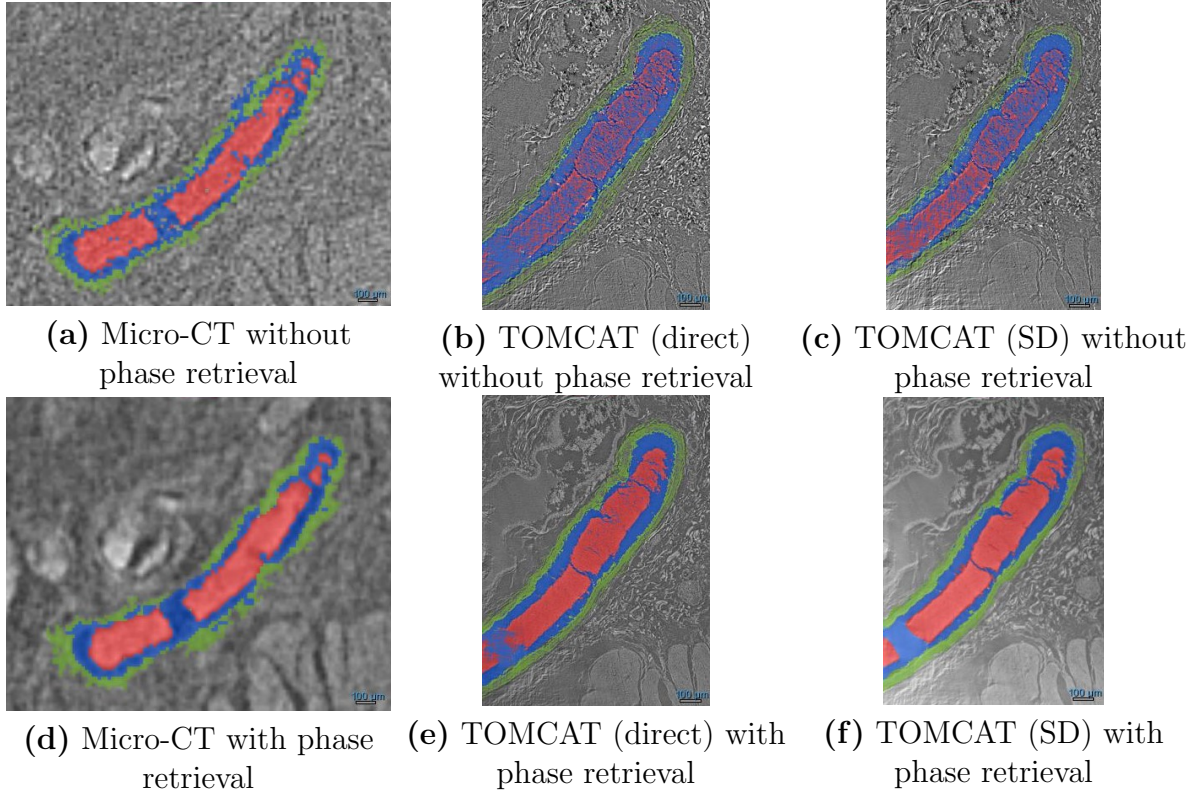 100 µm
100 µm
100 µm
(a) Micro-CT without
phase retrieval
(b) TOMCAT (direct)
without phase retrieval
(c) TOMCAT (SD) without
phase retrieval
100 µm
100 µm
100 µm
(d) Micro-CT with phase
retrieval
(e) TOMCAT (direct) with
phase retrieval
(f) TOMCAT (SD) with
phase retrieval